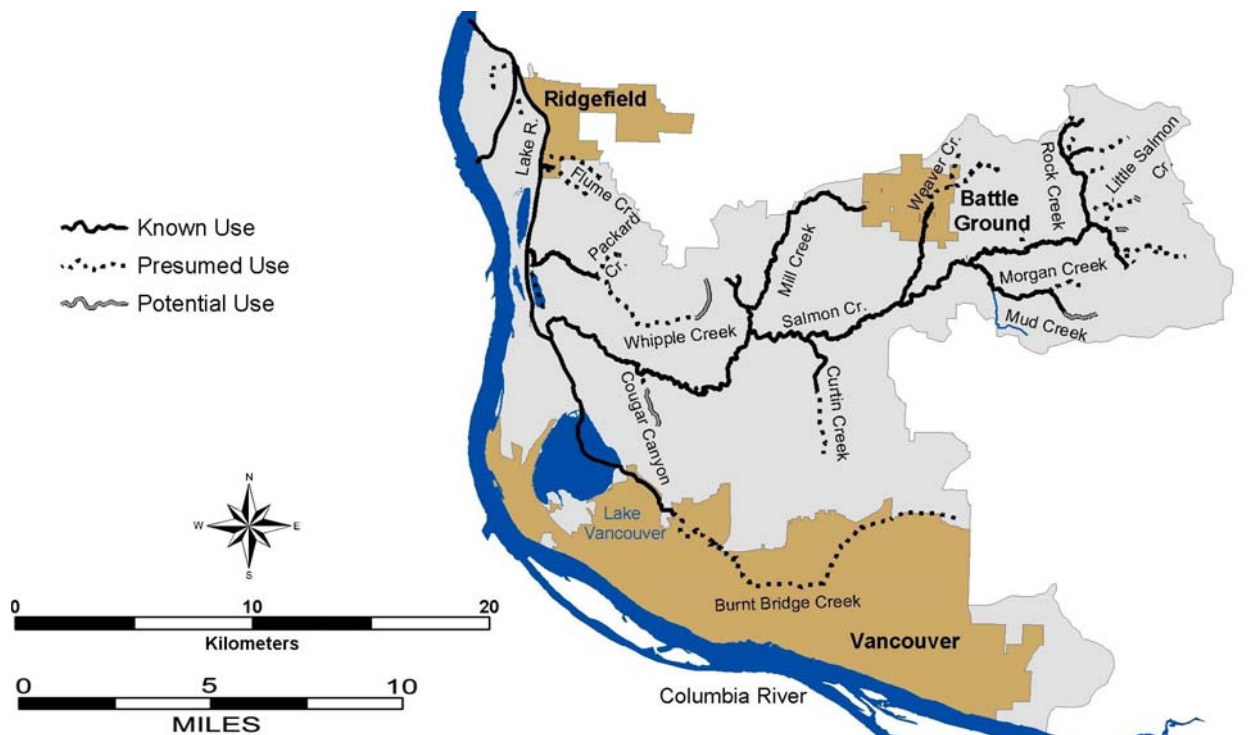 Ridgefield
Lake R.
Flume Cr.
Packard
Cr.
Known Use
Presumed Use
Potential Use
Weaver Cr.
Battle
Ground
Rock Creek
Little Salmon
Cr.
Mill Creek
Salmon Cr.
Morgan Creek
Mud Creek
Whipple Creek
Cougar Canyon
Curtin Creek
Lake
Vancouver
Burnt Bridge Creek
Vancouver
Columbia River
N
W E
S
0 10 20
Kilometers
0 5 10
MILES